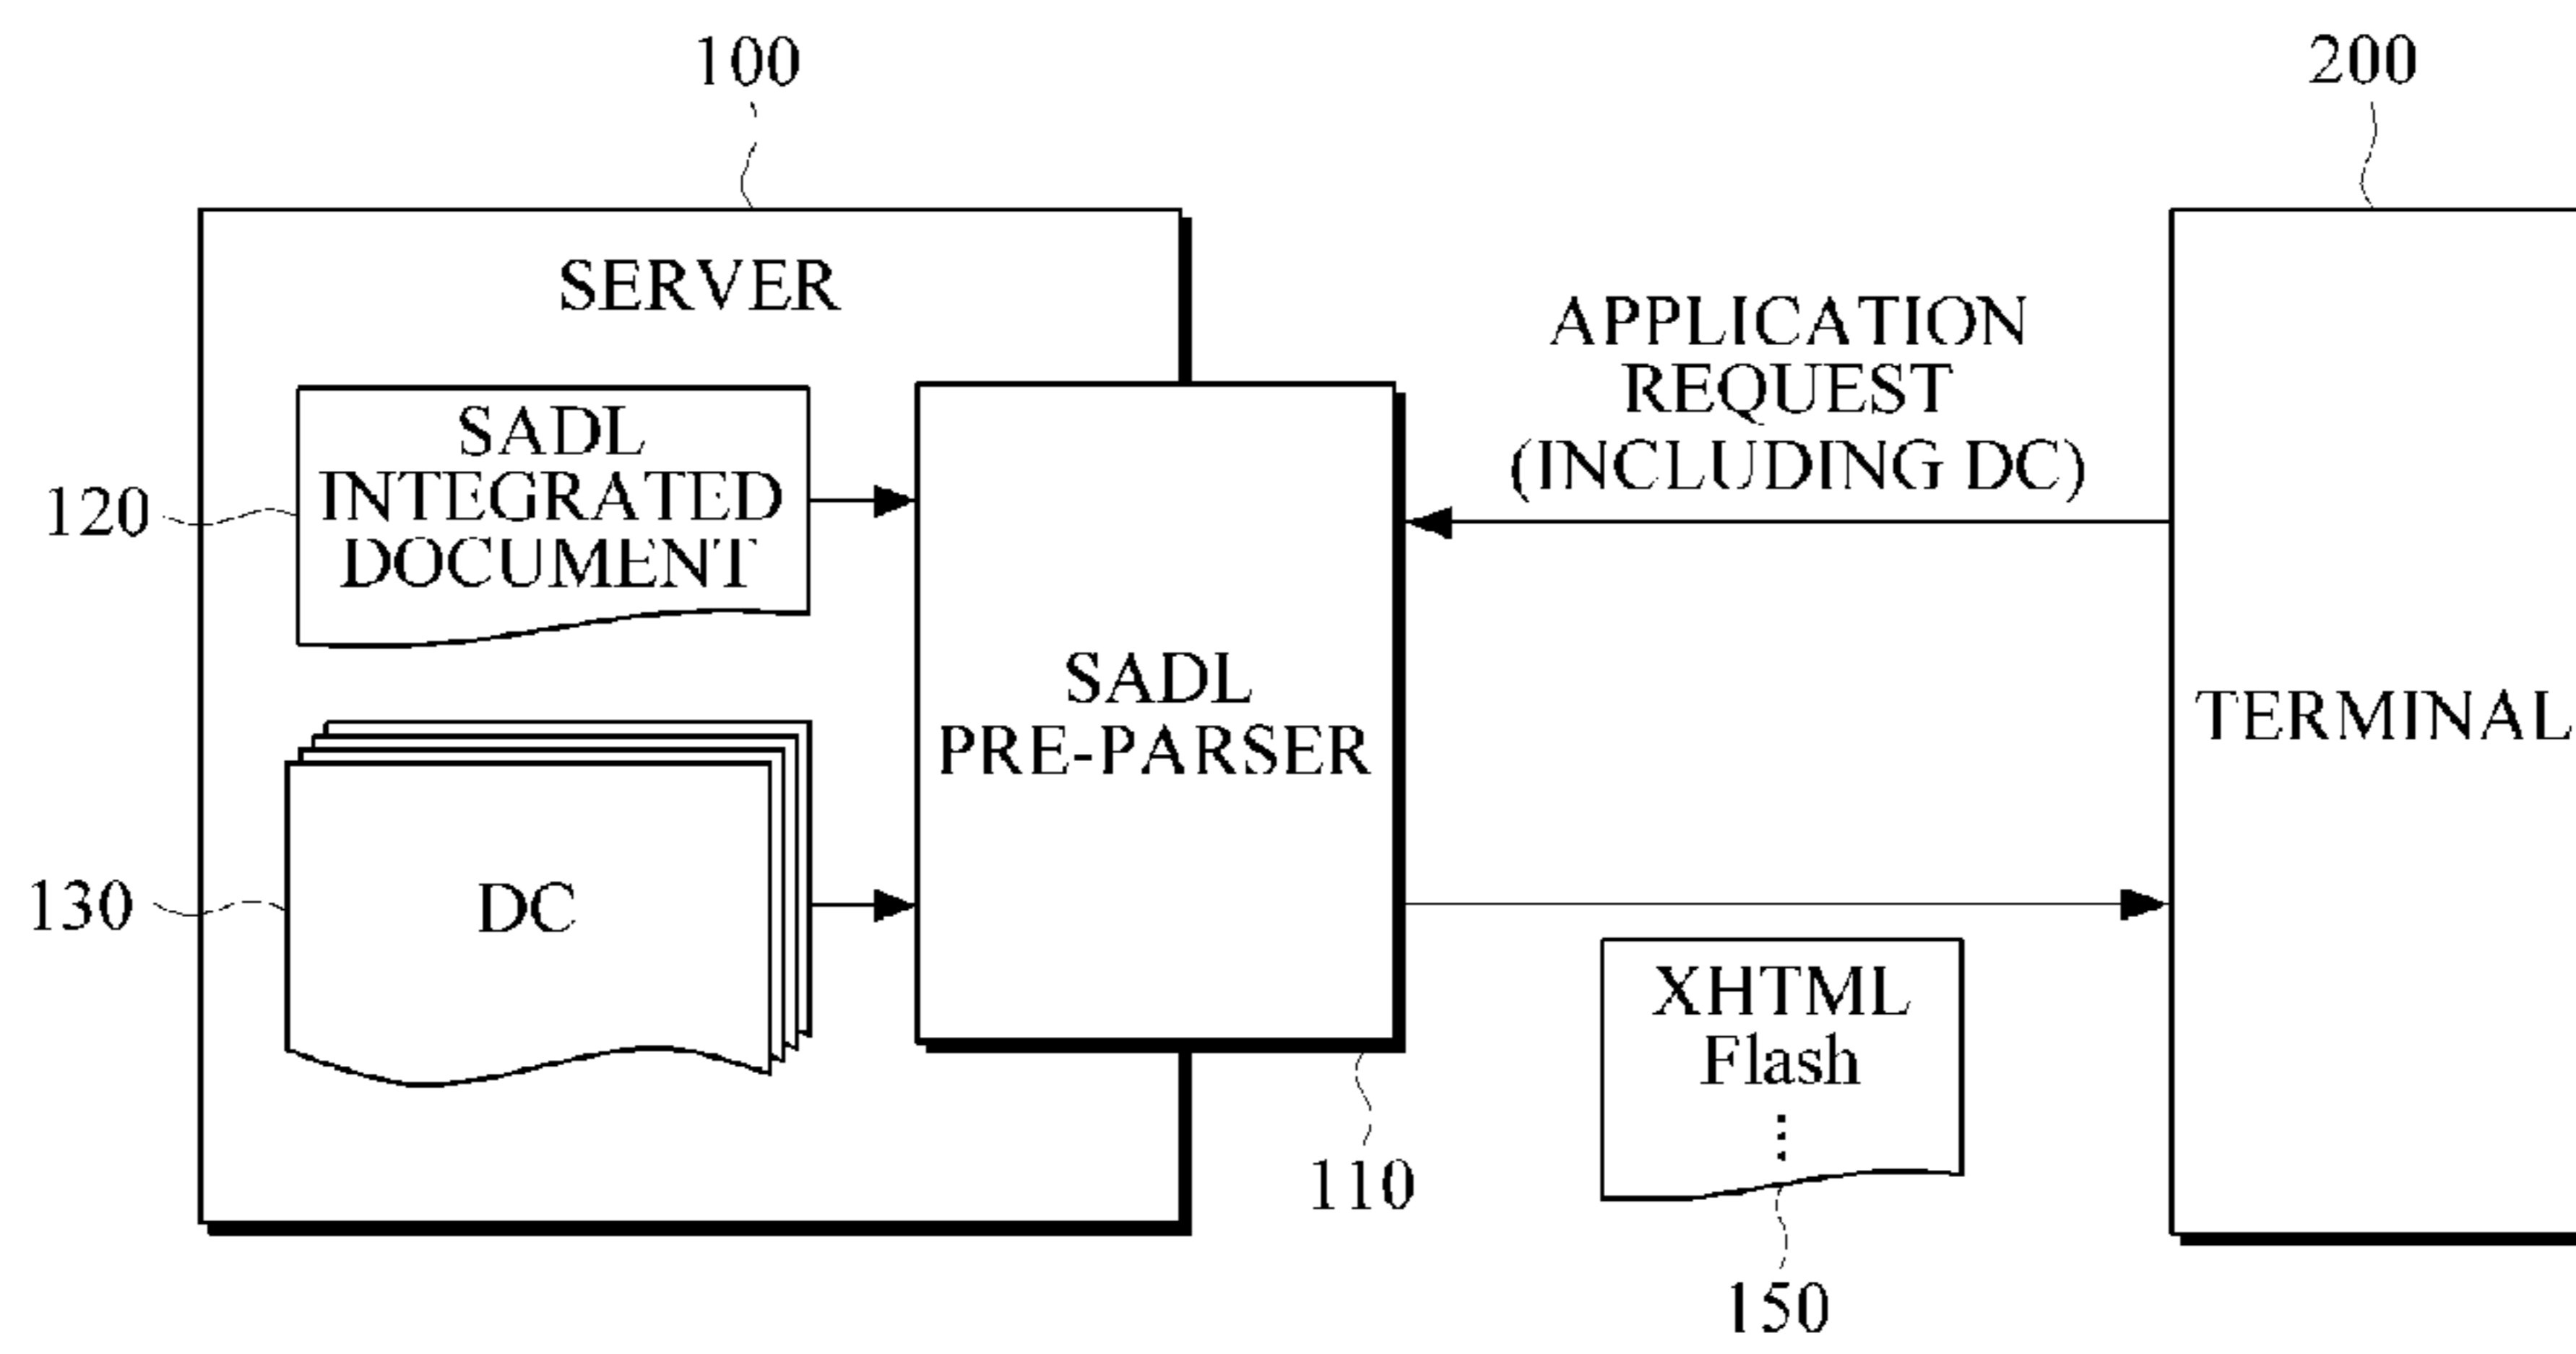 100
200
SERVER
APPLICATION
REQUEST
(INCLUDING DC)
SADL
INTEGRATED
DOCUMENT
120
SADL
PRE-PARSER
TERMINAL
130
DC
XHTML
Flash
⋮
110
150